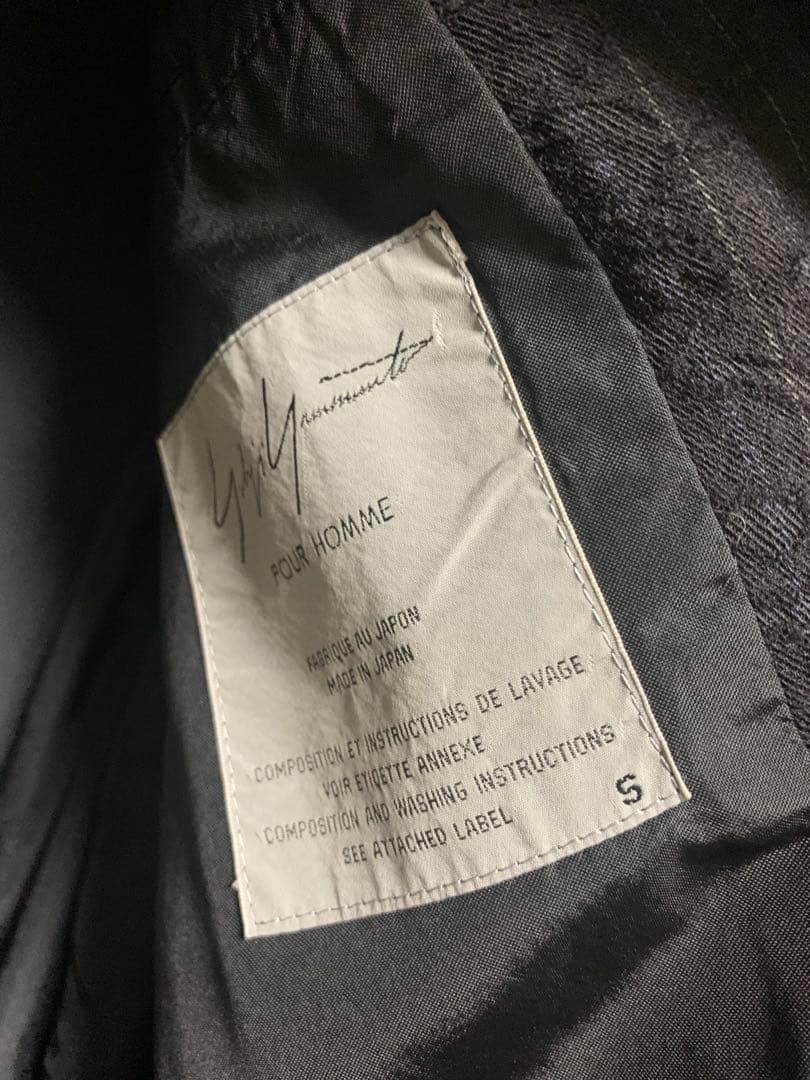 Yohji Yamamoto
POUR HOMME
FABRIQUE AU JAPON
MADE IN JAPAN
COMPOSITION ET INSTRUCTIONS DE LAVAGE
VOIR ETIQETTE ANNEXE
COMPOSITION AND WASHING INSTRUCTIONS
SEE ATTACHED LABEL
S